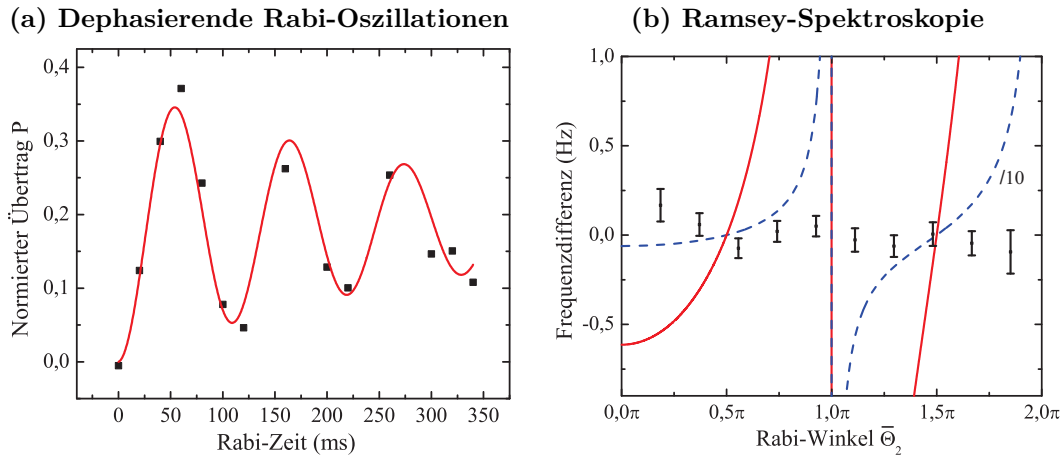 (a) Dephasierende Rabi-Oszillationen
0,4
0,3
0,2
0,1
0,0
Normierter Übertrag P
0 50 100 150 200 250 300 350
Rabi-Zeit (ms)
(b) Ramsey-Spektroskopie
1,0
0,5
0,0
-0,5
Frequenzdifferenz (Hz)
/10
0,0π 0,5π 1,0π 1,5π 2,0π
Rabi-Winkel Θ̅₂